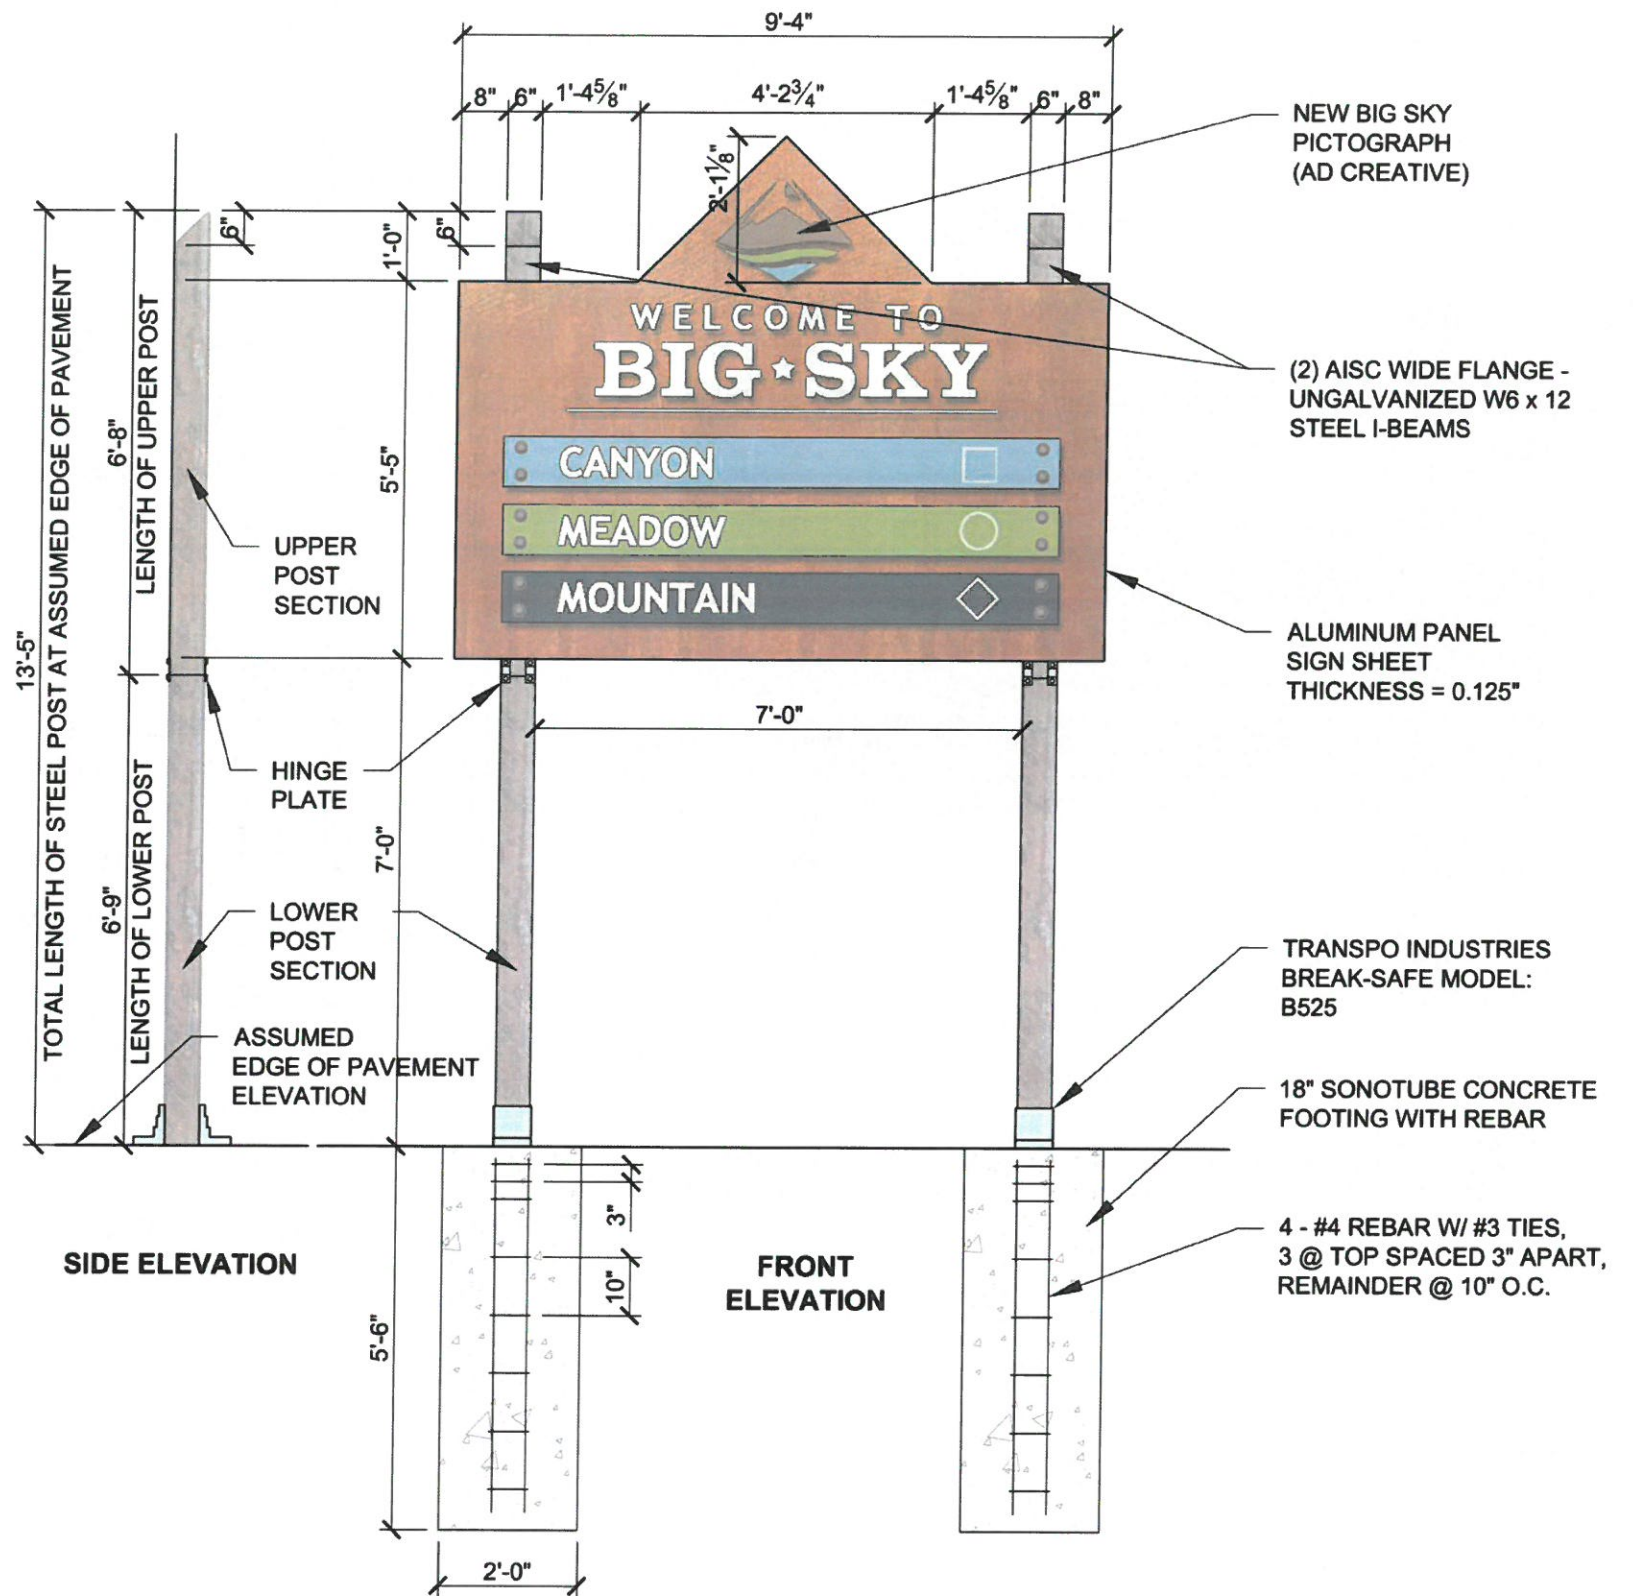 9'-4"
8"
6"
1'-4⅝"
4'-2¾"
1'-4⅝"
6"
8"
NEW BIG SKY
PICTOGRAPH
(AD CREATIVE)
2'-1⅛"
6"
1'-0"
6"
WELCOME TO
BIG★SKY
(2) AISC WIDE FLANGE -
UNGALVANIZED W6 x 12
STEEL I-BEAMS
CANYON
MEADOW
MOUNTAIN
TOTAL LENGTH OF STEEL POST AT ASSUMED EDGE OF PAVEMENT
13'-5"
LENGTH OF UPPER POST
6'-8"
5'-5"
UPPER
POST
SECTION
ALUMINUM PANEL
SIGN SHEET
THICKNESS = 0.125"
7'-0"
HINGE
PLATE
LENGTH OF LOWER POST
6'-9"
7'-0"
LOWER
POST
SECTION
TRANSPO INDUSTRIES
BREAK-SAFE MODEL:
B525
ASSUMED
EDGE OF PAVEMENT
ELEVATION
18" SONOTUBE CONCRETE
FOOTING WITH REBAR
3"
10"
4 - #4 REBAR W/ #3 TIES,
3 @ TOP SPACED 3" APART,
REMAINDER @ 10" O.C.
SIDE ELEVATION
FRONT
ELEVATION
5'-6"
2'-0"